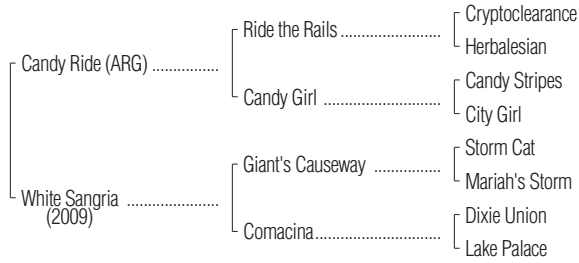 Cryptoclearance
Ride the Rails ....................
Herbalesian
Candy Ride (ARG) .................
Candy Stripes
Candy Girl ........................
City Girl
Storm Cat
Giant's Causeway ................
Mariah's Storm
White Sangria .....................
(2009)
Dixie Union
Comacina..........................
Lake Palace